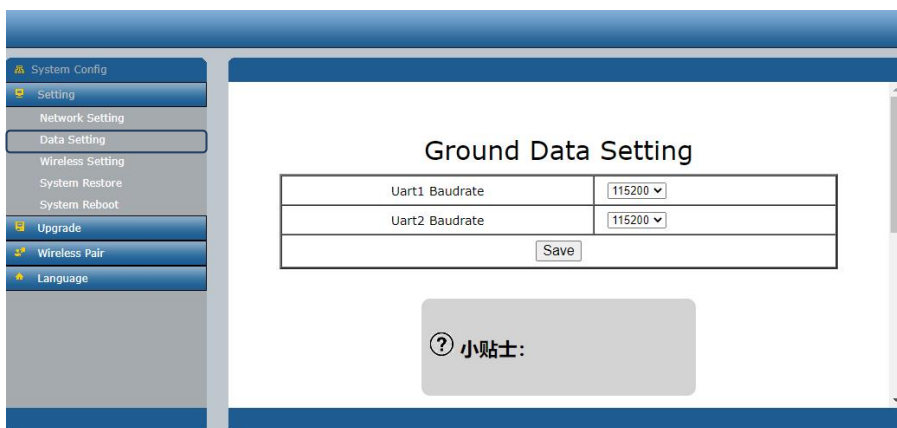 System Config
Setting
Network Setting
Data Setting
Wireless Setting
System Restore
System Reboot
Upgrade
Wireless Pair
Language
Ground Data Setting
Uart1 Baudrate 115200
Uart2 Baudrate 115200
Save
? 小贴士：